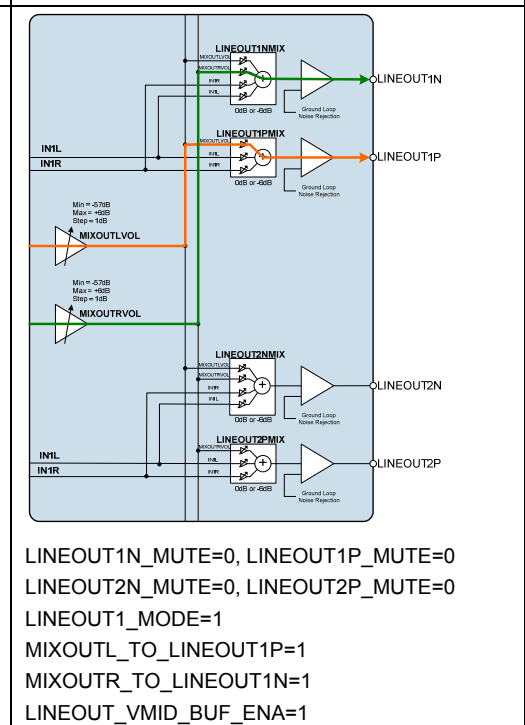 LINEOUT1NMIX
MIXOUTLVOL
MIXOUTRVOL
IN1R
IN1L
LINEOUT1N
0dB or -6dB
Ground Loop
Noise Rejection
LINEOUT1PMIX
MIXOUTLVOL
IN1L
IN1R
LINEOUT1P
0dB or -6dB
Ground Loop
Noise Rejection
IN1L
IN1R
Min = -57dB
Max = +6dB
Step = 1dB
MIXOUTLVOL
Min = -57dB
Max = +6dB
Step = 1dB
MIXOUTRVOL
LINEOUT2NMIX
MIXOUTLVOL
MIXOUTRVOL
IN1R
IN1L
LINEOUT2N
0dB or -6dB
Ground Loop
Noise Rejection
LINEOUT2PMIX
MIXOUTRVOL
IN1L
IN1R
LINEOUT2P
0dB or -6dB
Ground Loop
Noise Rejection
IN1L
IN1R
LINEOUT1N_MUTE=0, LINEOUT1P_MUTE=0
LINEOUT2N_MUTE=0, LINEOUT2P_MUTE=0
LINEOUT1_MODE=1
MIXOUTL_TO_LINEOUT1P=1
MIXOUTR_TO_LINEOUT1N=1
LINEOUT_VMID_BUF_ENA=1